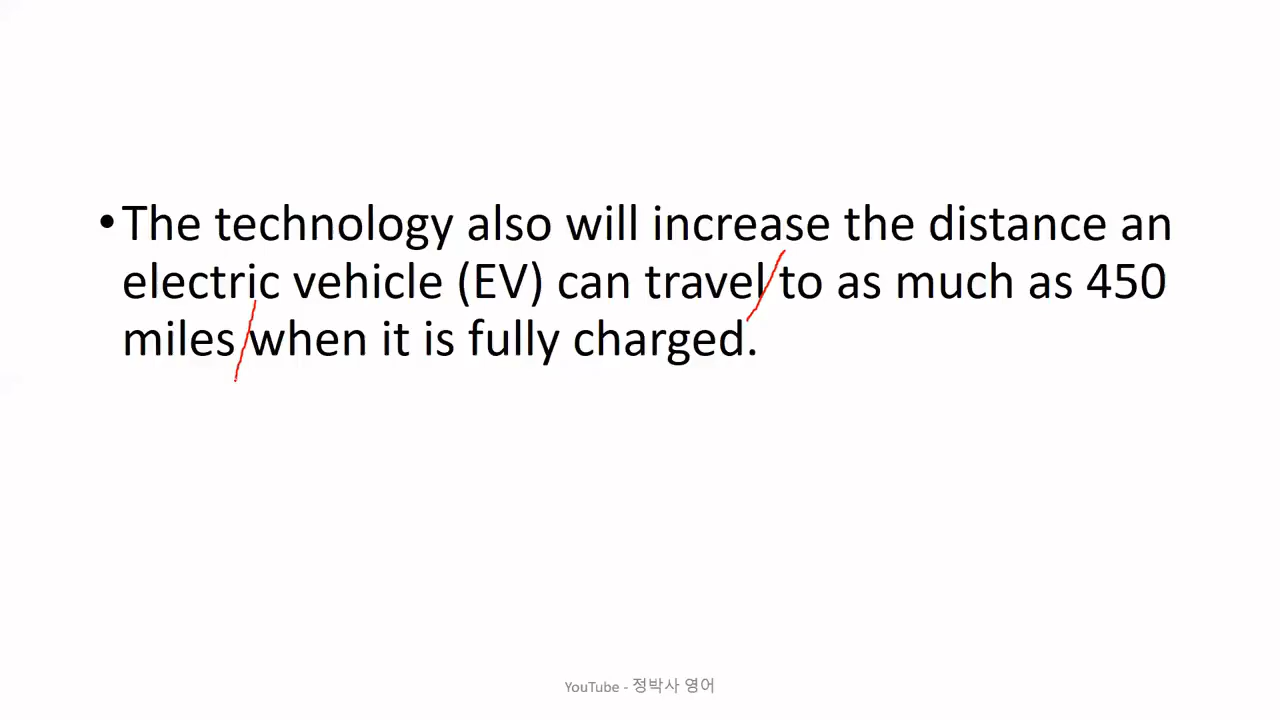 •The technology also will increase the distance an
electric vehicle (EV) can travel to as much as 450
miles when it is fully charged.
YouTube - 정박사 영어